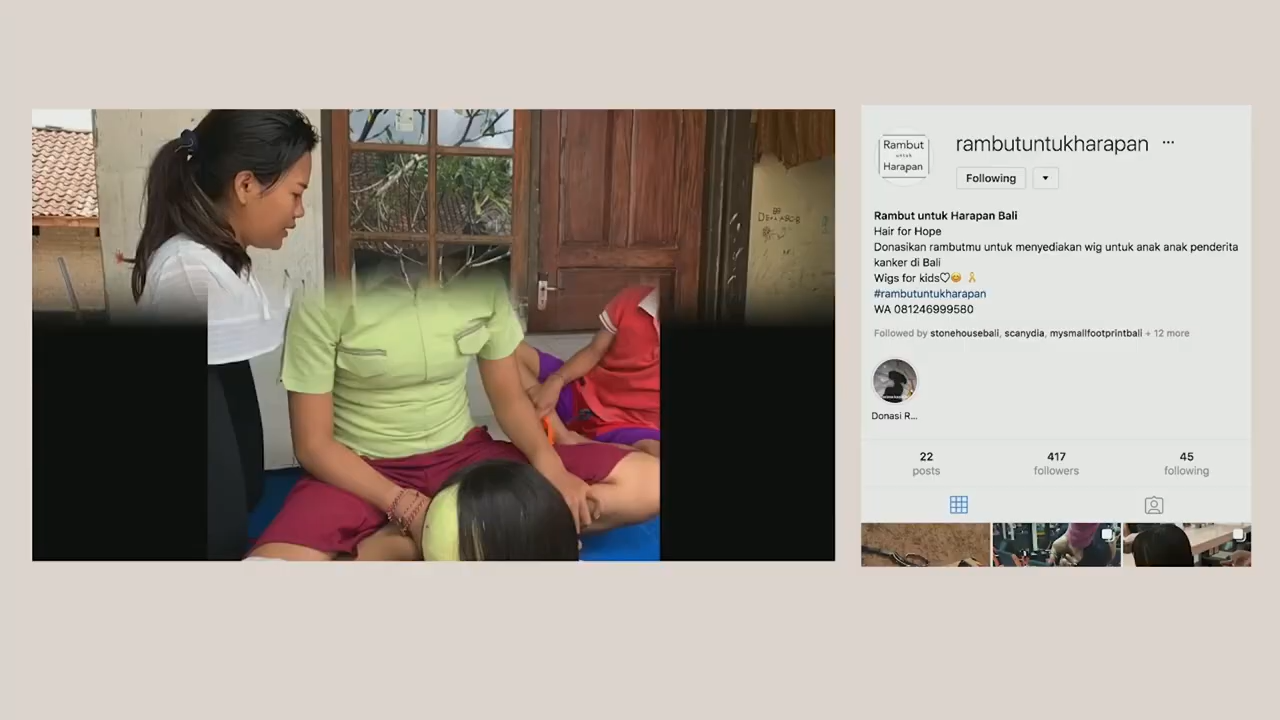 Rambut
untuk
Harapan
rambutuntukharapan ...
Following
Rambut untuk Harapan Bali
Hair for Hope
Donasikan rambutmu untuk menyediakan wig untuk anak anak penderita
kanker di Bali
Wigs for kids♡😊 🎗
#rambutuntukharapan
WA 081246999580
Followed by stonehousebali, scanydia, mysmallfootprintbali + 12 more
Donasi R...
22 417 45
posts followers following